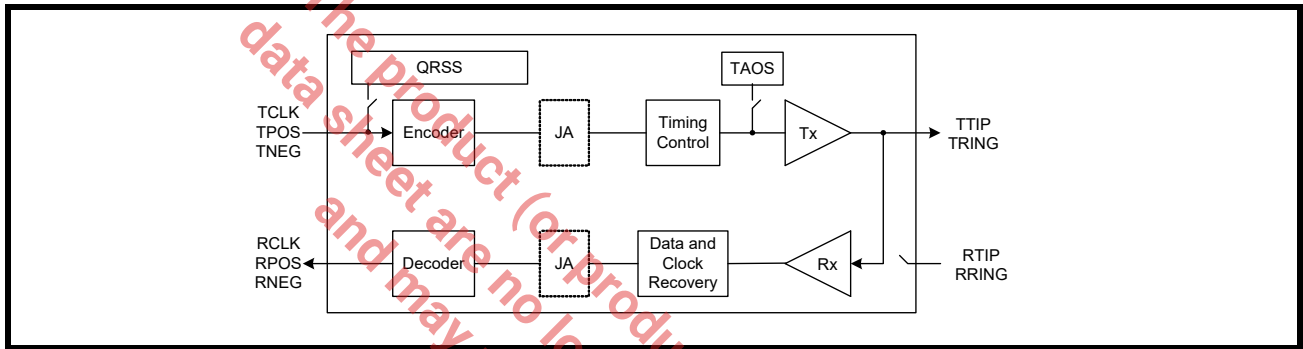 The product (or produ
data sheet are no lo
and may
QRSS
TAOS
TCLK
TPOS
TNEG
Encoder
JA
Timing
Control
Tx
TTIP
TRING
RCLK
RPOS
RNEG
Decoder
JA
Data and
Clock
Recovery
Rx
RTIP
RRING